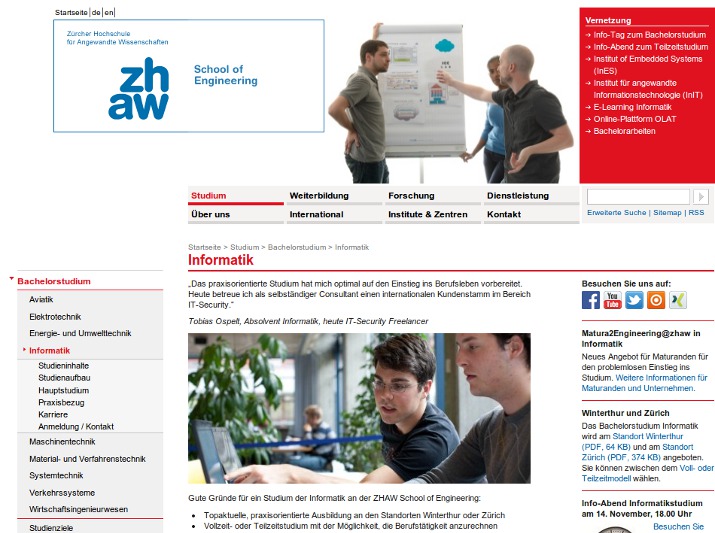 Startseite |de |en|
Zürcher Hochschule
für Angewandte Wissenschaften
zh
aw
School of
Engineering
Vernetzung
Info-Tag zum Bachelorstudium
Info-Abend zum Teilzeitstudium
Institut of Embedded Systems
(InES)
Institut für angewandte
Informationstechnologie (InIT)
E-Learning Informatik
Online-Plattform OLAT
Bachelorarbeiten
Studium Weiterbildung Forschung Dienstleistung
Über uns International Institute & Zentren Kontakt
Erweiterte Suche | Sitemap | RSS
Startseite > Studium > Bachelorstudium > Informatik
Informatik
Bachelorstudium
Aviatik
Elektrotechnik
Energie- und Umwelttechnik
Informatik
Studieninhalte
Studienaufbau
Hauptstudium
Praxisbezug
Karriere
Anmeldung / Kontakt
Maschinentechnik
Material- und Verfahrenstechnik
Systemtechnik
Verkehrssysteme
Wirtschaftsingenieurwesen
Studienziele
„Das praxisorientierte Studium hat mich optimal auf den Einstieg ins Berufsleben vorbereitet.
Heute betreue ich als selbständiger Consultant einen internationalen Kundenstamm im Bereich
IT-Security.“
Tobias Ospelt, Absolvent Informatik, heute IT-Security Freelancer
Gute Gründe für ein Studium der Informatik an der ZHAW School of Engineering:
• Topaktuelle, praxisorientierte Ausbildung an den Standorten Winterthur oder Zürich
• Vollzeit- oder Teilzeitstudium mit der Möglichkeit, die Berufstätigkeit anzurechnen
Besuchen Sie uns auf:
You
Tube
Matura2Engineering@zhaw in
Informatik
Neues Angebot für Maturanden für
den problemlosen Einstieg ins
Studium. Weitere Informationen für
Maturanden und Unternehmen.
Winterthur und Zürich
Das Bachelorstudium Informatik
wird am Standort Winterthur
(PDF, 64 KB) und am Standort
Zürich (PDF, 374 KB) angeboten.
Sie können zwischen dem Voll- oder
Teilzeitmodell wählen.
Info-Abend Informatikstudium
am 14. November, 18.00 Uhr
Besuchen Sie